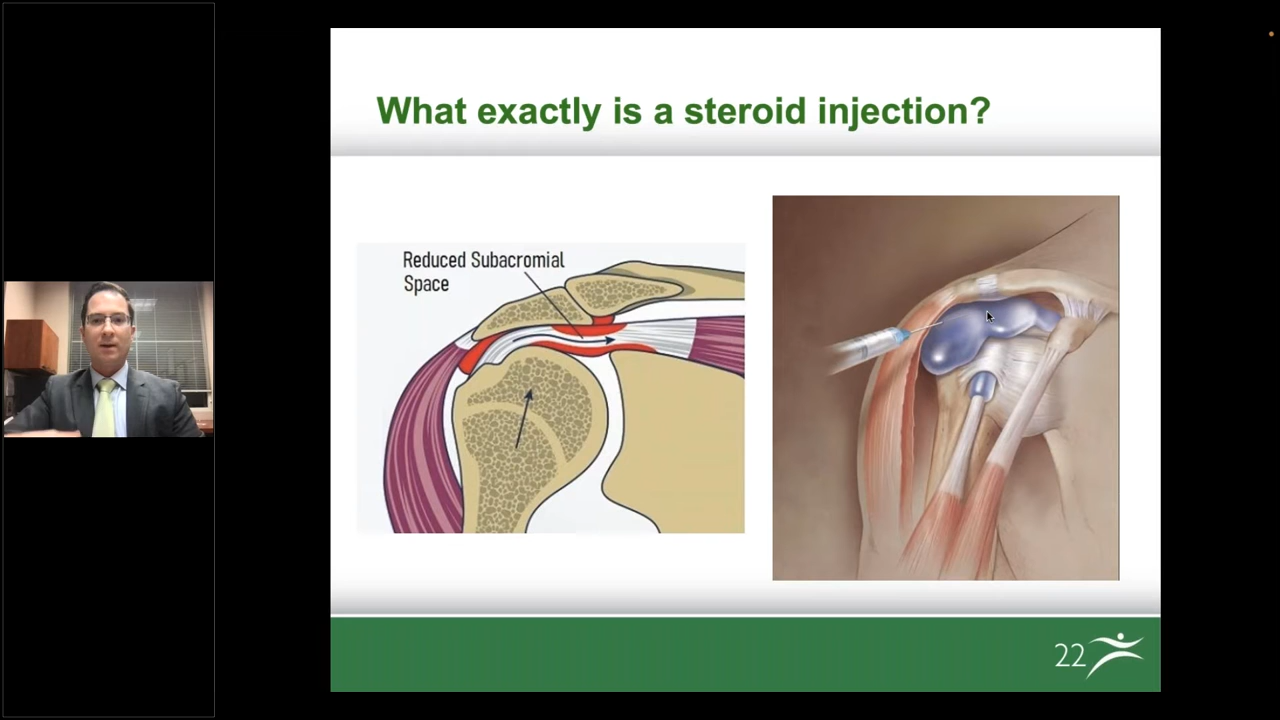 What exactly is a steroid injection?
Reduced Subacromial
Space
22